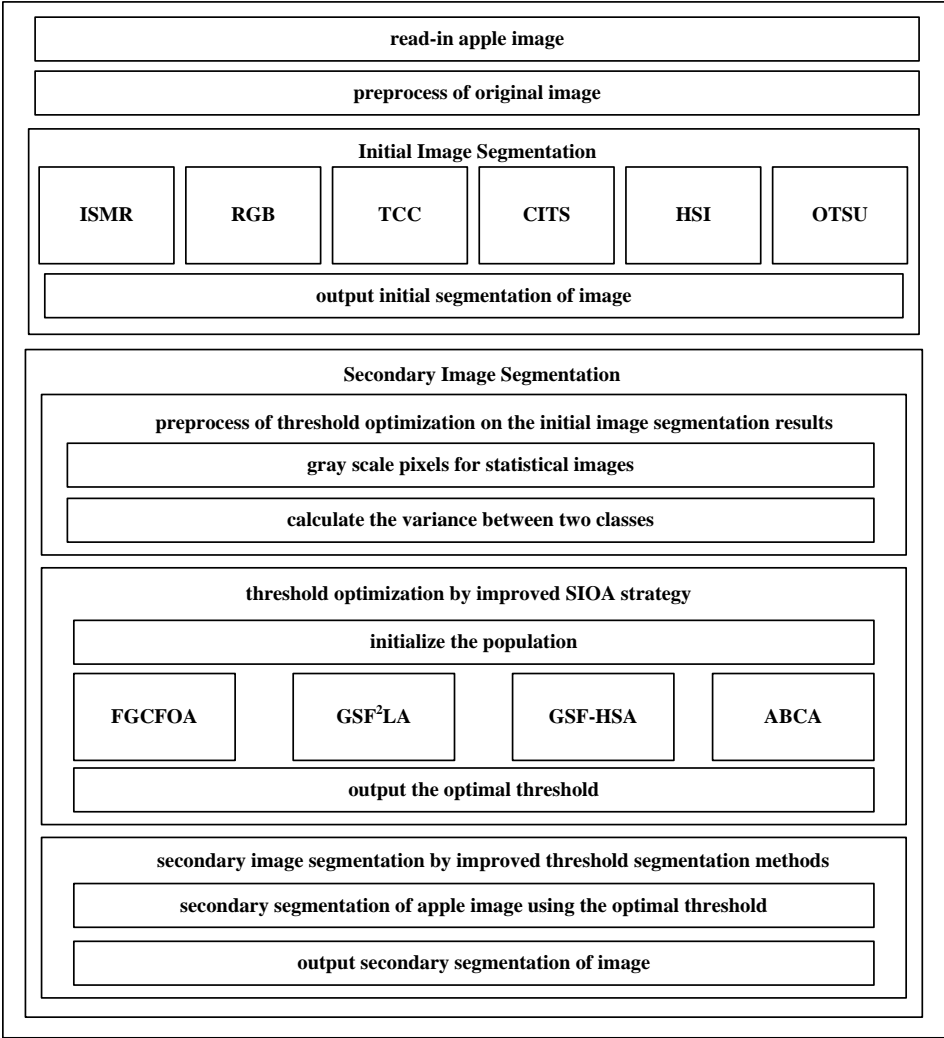 read-in apple image
preprocess of original image
Initial Image Segmentation
ISMR RGB TCC CITS HSI OTSU
output initial segmentation of image
Secondary Image Segmentation
preprocess of threshold optimization on the initial image segmentation results
gray scale pixels for statistical images
calculate the variance between two classes
threshold optimization by improved SIOA strategy
initialize the population
FGCFOA GSF²LA GSF-HSA ABCA
output the optimal threshold
secondary image segmentation by improved threshold segmentation methods
secondary segmentation of apple image using the optimal threshold
output secondary segmentation of image